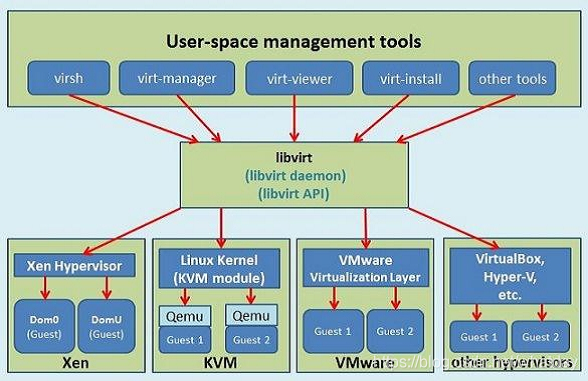 User-space management tools
virsh
virt-manager
virt-viewer
virt-install
other tools
libvirt
(libvirt daemon)
(libvirt API)
Xen Hypervisor
Dom0
(Guest)
DomU
(Guest)
Xen
Linux Kernel
(KVM module)
Qemu
Guest 1
Qemu
Guest 2
KVM
VMware
Virtualization Layer
Guest 1
Guest 2
VMware
VirtualBox,
Hyper-V,
etc.
Guest 1
Guest 2
other hypervisors